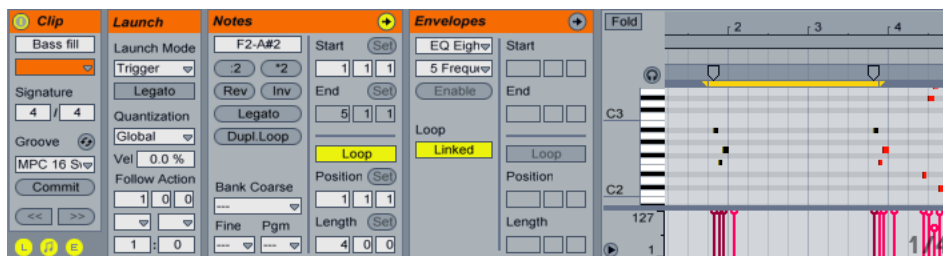 Clip
Bass fill
Signature
4 / 4
Groove
MPC 16 Sw
Commit
<< >>
L E
Launch
Launch Mode
Trigger
Legato
Quantization
Global
Vel 0.0 %
Follow Action
1 0 0
1 : 0
Notes
F2-A#2
:2 *2
Rev Inv
Legato
Dupl.Loop
Bank Coarse
---
Fine Pgm
--- ---
Start Set
1 1 1
End Set
5 1 1
Loop
Position Set
1 1 1
Length Set
4 0 0
Envelopes
EQ Eigh
5 Freque
Enable
Loop
Linked
Start
End
Loop
Position
Length
Fold
2 3 4
C3
C2
127
1
1/4